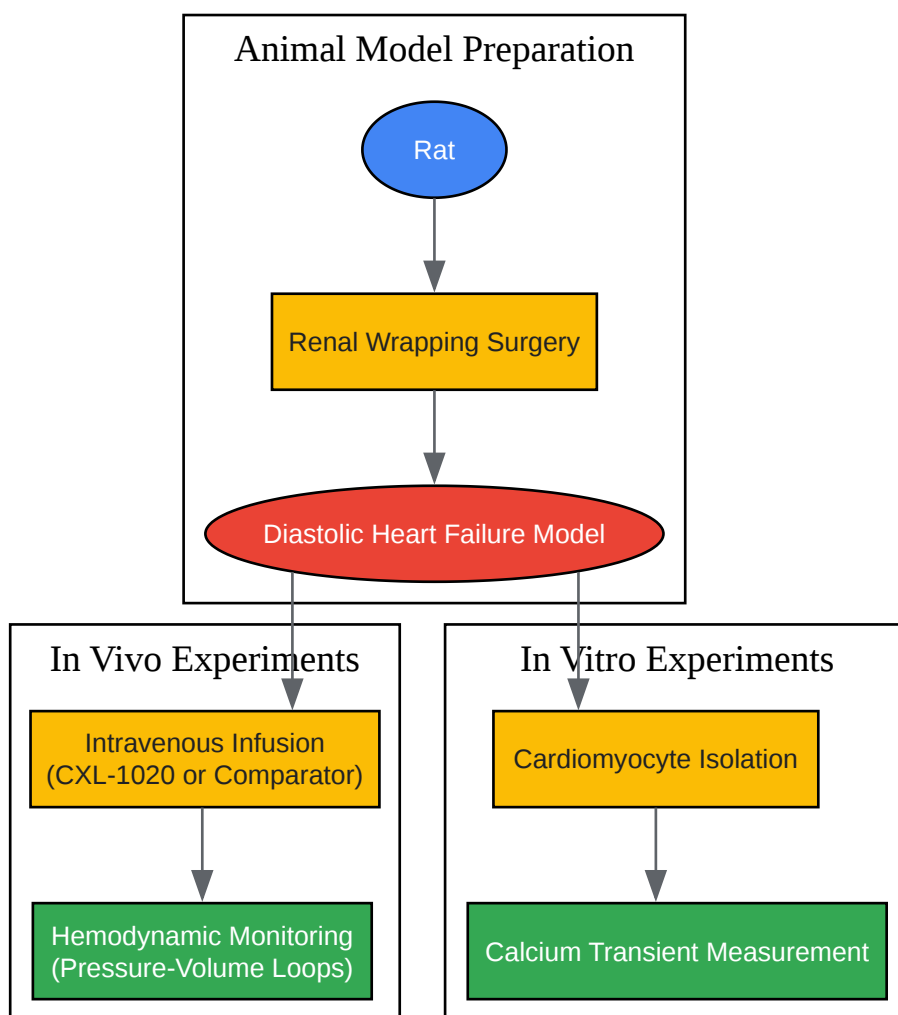 Animal Model Preparation
Rat
Renal Wrapping Surgery
Diastolic Heart Failure Model
In Vivo Experiments
Intravenous Infusion
(CXL-1020 or Comparator)
Hemodynamic Monitoring
(Pressure-Volume Loops)
In Vitro Experiments
Cardiomyocyte Isolation
Calcium Transient Measurement